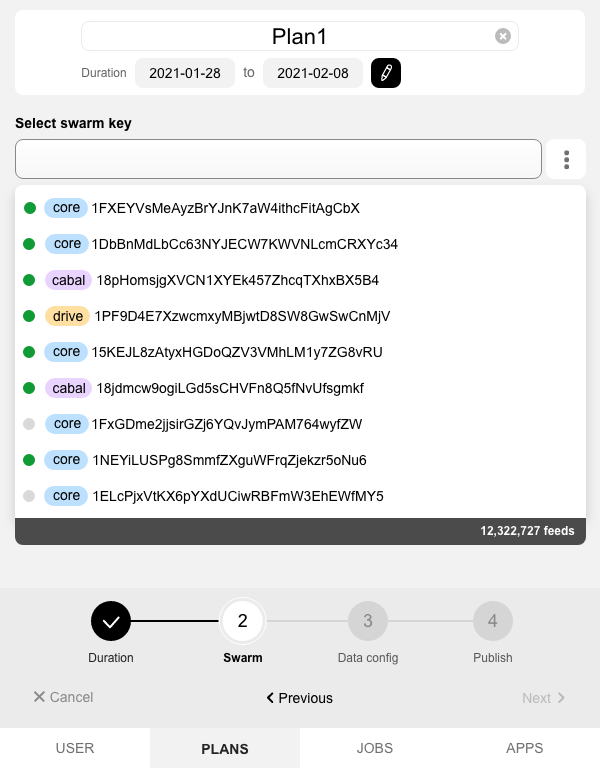 Plan1
Duration 2021-01-28 to 2021-02-08
Select swarm key
core 1FXEYVsMeAyzBrYJnK7aW4ithcFitAgCbX
core 1DbBnMdLbCc63NYJECW7KWVNLcmCRXYc34
cabal 18pHomsjgXVCN1XYEk457ZhcqTXhxBX5B4
drive 1PF9D4E7XzwcmxyMBjwtD8SW8GwSwCnMjV
core 15KEJL8zAtyxHGDoQZV3VMhLM1y7ZG8vRU
cabal 18jdmcw9ogiLGd5sCHVFn8Q5fNvUfsgmkf
core 1FxGDme2jjsirGZj6YQvJymPAM764wyfZW
core 1NEYiLUSPg8SmmfZXguWFrqZjekzr5oNu6
core 1ELcPjxVtKX6pYXdUCiwRBFmW3EhEWfMY5
12,322,727 feeds
2 3 4
Duration Swarm Data config Publish
Cancel Previous Next
USER PLANS JOBS APPS